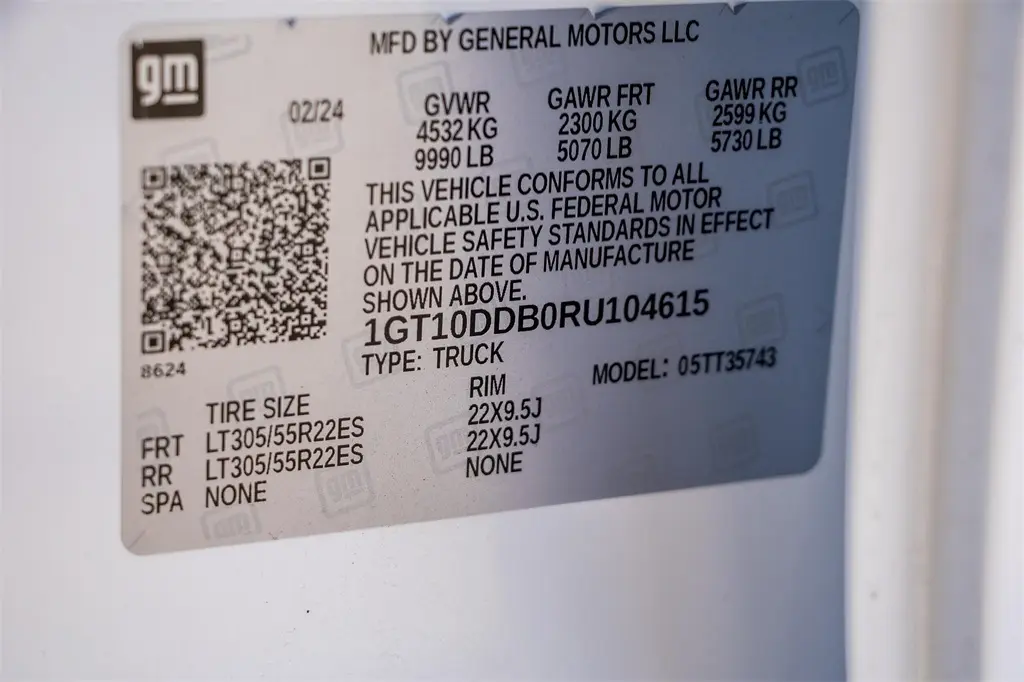 gm
MFD BY GENERAL MOTORS LLC
02/24
GVWR GAWR FRT GAWR RR
4532 KG 2300 KG 2599 KG
9990 LB 5070 LB 5730 LB
THIS VEHICLE CONFORMS TO ALL
APPLICABLE U.S. FEDERAL MOTOR
VEHICLE SAFETY STANDARDS IN EFFECT
ON THE DATE OF MANUFACTURE
SHOWN ABOVE.
1GT10DDB0RU104615
8624
TYPE: TRUCK MODEL: 05TT35743
TIRE SIZE RIM
FRT LT305/55R22ES 22X9.5J
RR LT305/55R22ES 22X9.5J
SPA NONE NONE